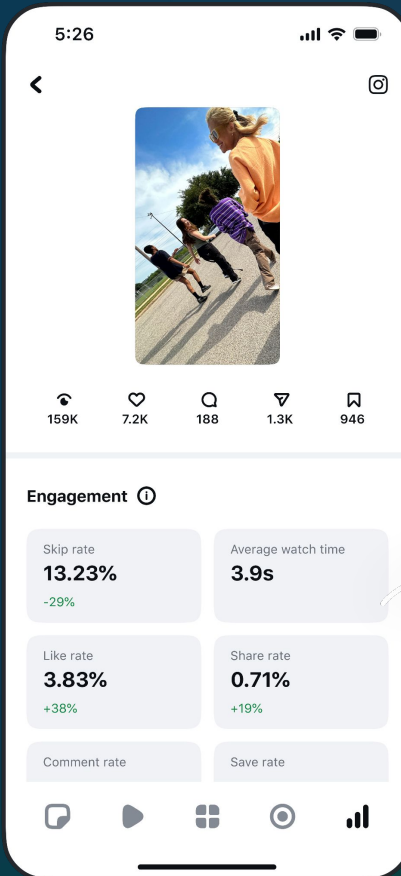 5:26
159K 7.2K 188 1.3K 946
Engagement
Skip rate Average watch time
13.23% 3.9s
-29%
Like rate Share rate
3.83% 0.71%
+38% +19%
Comment rate Save rate